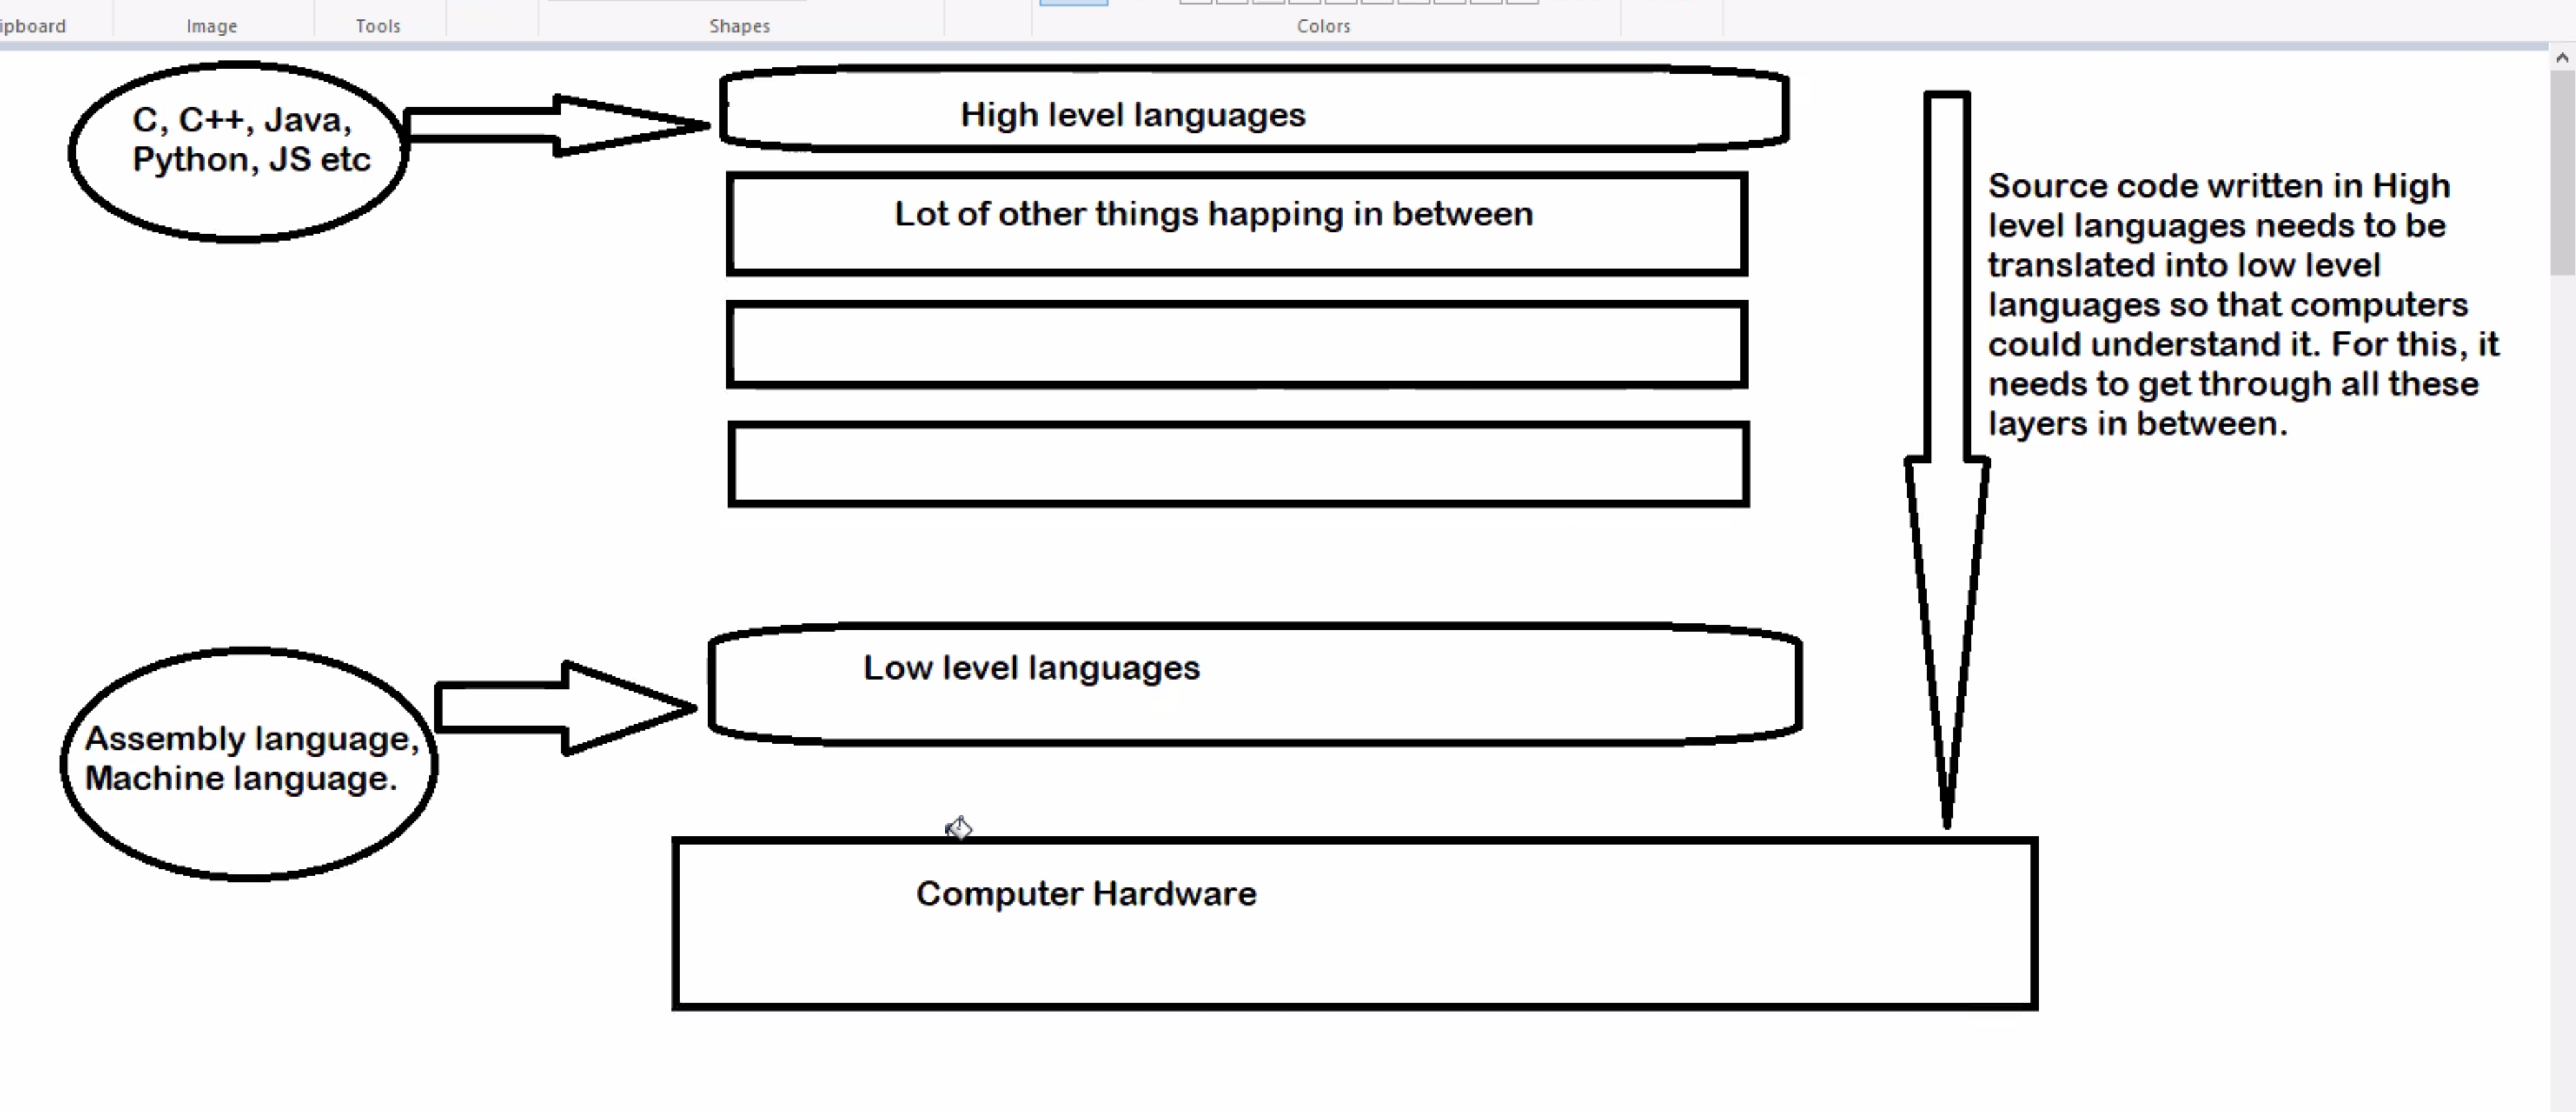 ipboard
Image
Tools
Shapes
Colors
C, C++, Java,
Python, JS etc
High level languages
Lot of other things happing in between
Source code written in High
level languages needs to be
translated into low level
languages so that computers
could understand it. For this, it
needs to get through all these
layers in between.
Low level languages
Assembly language,
Machine language.
Computer Hardware